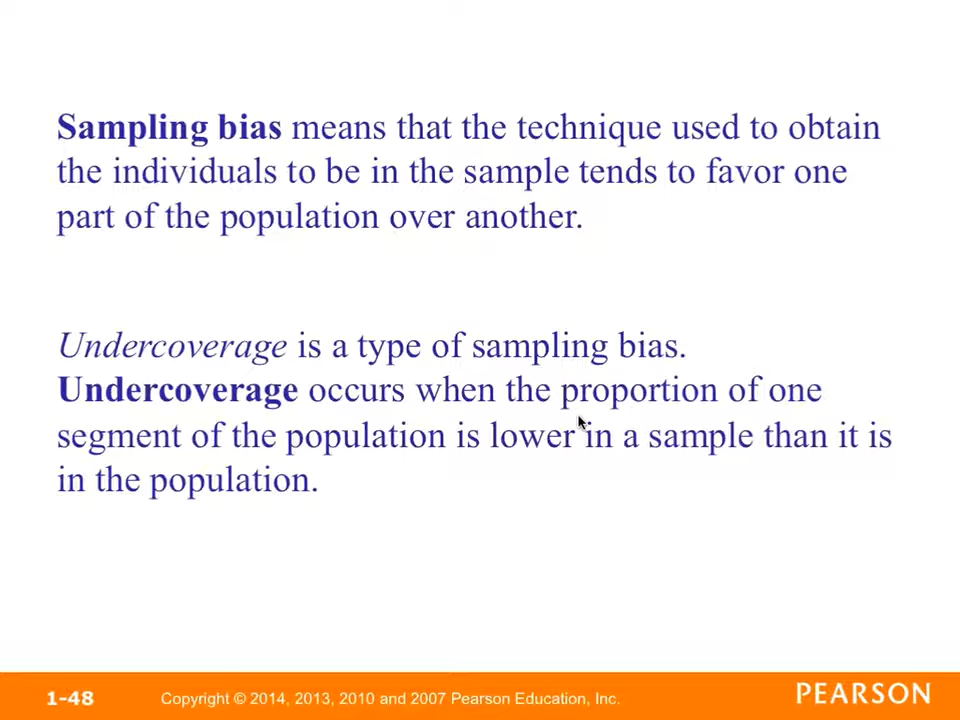 Sampling bias means that the technique used to obtain
the individuals to be in the sample tends to favor one
part of the population over another.
Undercoverage is a type of sampling bias.
Undercoverage occurs when the proportion of one
segment of the population is lower in a sample than it is
in the population.
1-48
Copyright © 2014, 2013, 2010 and 2007 Pearson Education, Inc.
PEARSON